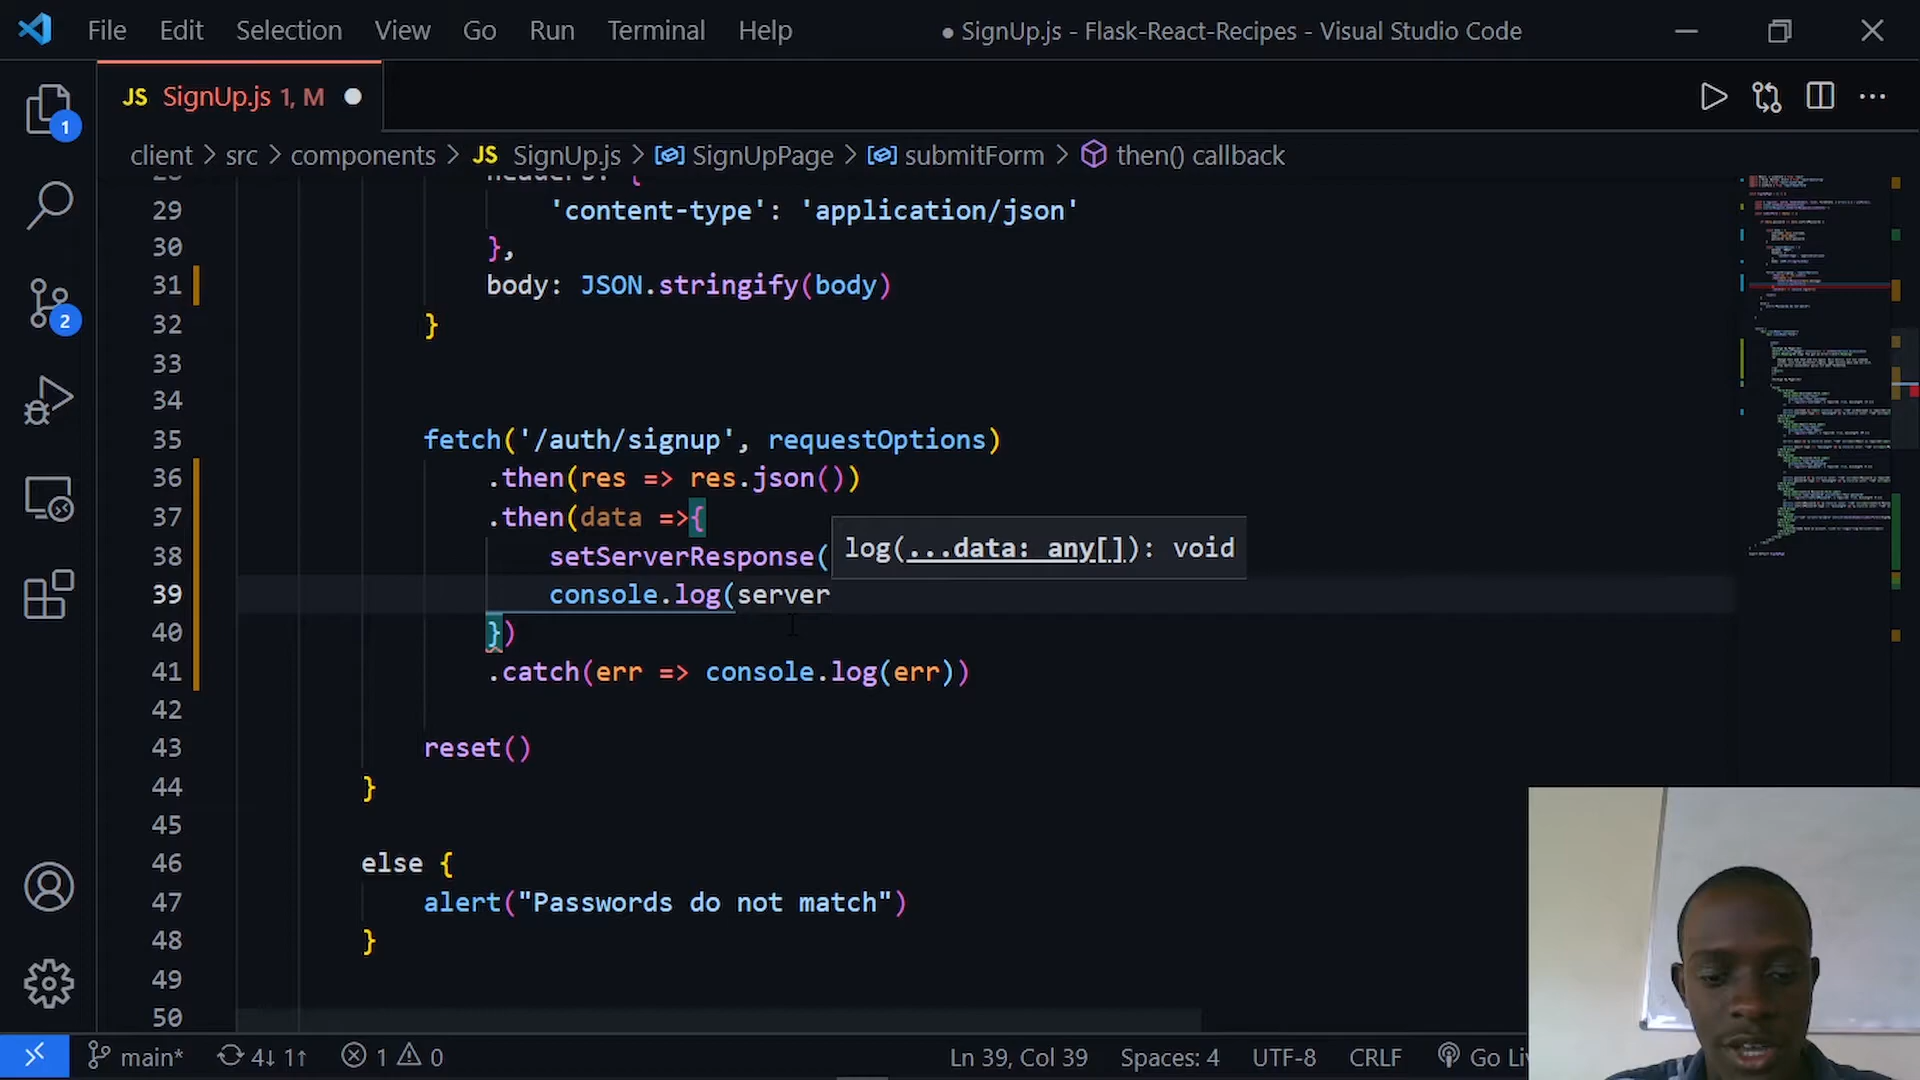 File Edit Selection View Go Run Terminal Help
● SignUp.js - Flask-React-Recipes - Visual Studio Code
JS SignUp.js 1, M ●
client > src > components > JS SignUp.js > SignUpPage > submitForm > then() callback
29 'content-type': 'application/json'
30 },
31 body: JSON.stringify(body)
32 }
33
34
35 fetch('/auth/signup', requestOptions)
36 .then(res => res.json())
37 .then(data =>{
38 setServerResponse(
log(...data: any[]): void
39 console.log(server
40 })
41 .catch(err => console.log(err))
42
43 reset()
44 }
45
46 else {
47 alert("Passwords do not match")
48 }
49
50
1
2
main* 4↓ 1↑ 1 0
Ln 39, Col 39 Spaces: 4 UTF-8 CRLF Go